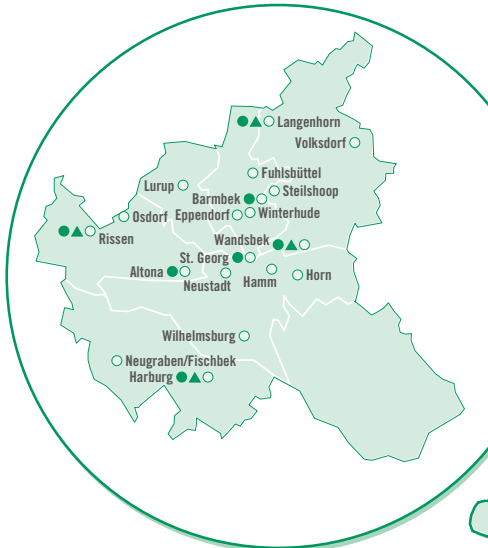 Langenhorn
Volksdorf
Fuhlsbüttel
Lurup
Steilshoop
Barmbek
Osdorf
Eppendorf
Winterhude
Rissen
Wandsbek
St. Georg
Altona
Neustadt
Hamm
Horn
Wilhelmsburg
Neugraben/Fischbek
Harburg